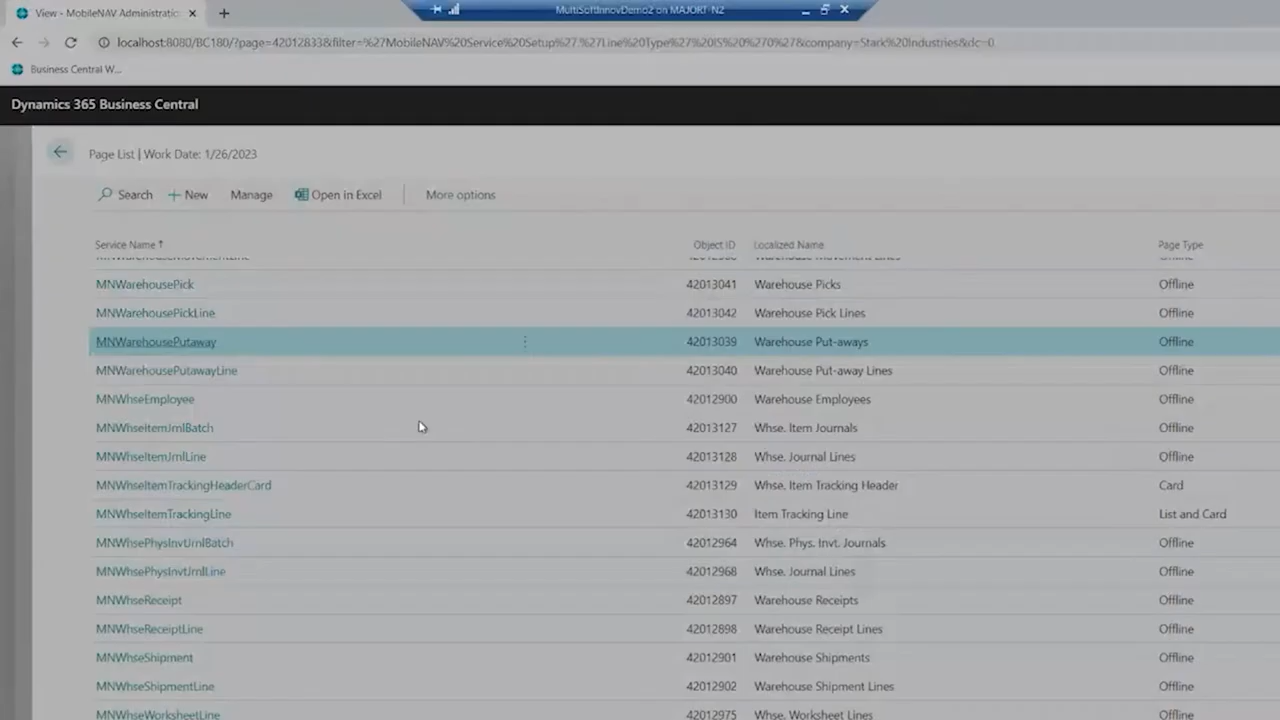 View - MobileNAV Administratic
MultiSoftInnovDemo2 on MAJORT-N2
localhost:8080/BC180/?page=42012833&filter=%27MobileNAV%20Service%20Setup%27.%27Line%20Type%27%20IS%20%270%27&company=Stark%20Industries&dc=0
Business Central W...
Dynamics 365 Business Central
Page List | Work Date: 1/26/2023
Search + New Manage Open in Excel More options
Service Name ↑ Object ID Localized Name Page Type
MNWarehousePick 42013041 Warehouse Picks Offline
MNWarehousePickLine 42013042 Warehouse Pick Lines Offline
MNWarehousePutaway 42013039 Warehouse Put-aways Offline
MNWarehousePutawayLine 42013040 Warehouse Put-away Lines Offline
MNWhseEmployee 42012900 Warehouse Employees Offline
MNWhseItemJrnlBatch 42013127 Whse. Item Journals Offline
MNWhseItemJrnlLine 42013128 Whse. Journal Lines Offline
MNWhseItemTrackingHeaderCard 42013129 Whse. Item Tracking Header Card
MNWhseItemTrackingLine 42013130 Item Tracking Line List and Card
MNWhsePhysInvtJrnlBatch 42012964 Whse. Phys. Invt. Journals Offline
MNWhsePhysInvtJrnlLine 42012968 Whse. Journal Lines Offline
MNWhseReceipt 42012897 Warehouse Receipts Offline
MNWhseReceiptLine 42012898 Warehouse Receipt Lines Offline
MNWhseShipment 42012901 Warehouse Shipments Offline
MNWhseShipmentLine 42012902 Warehouse Shipment Lines Offline
MNWhseWorksheetLine 42012975 Whse. Worksheet Lines Offline